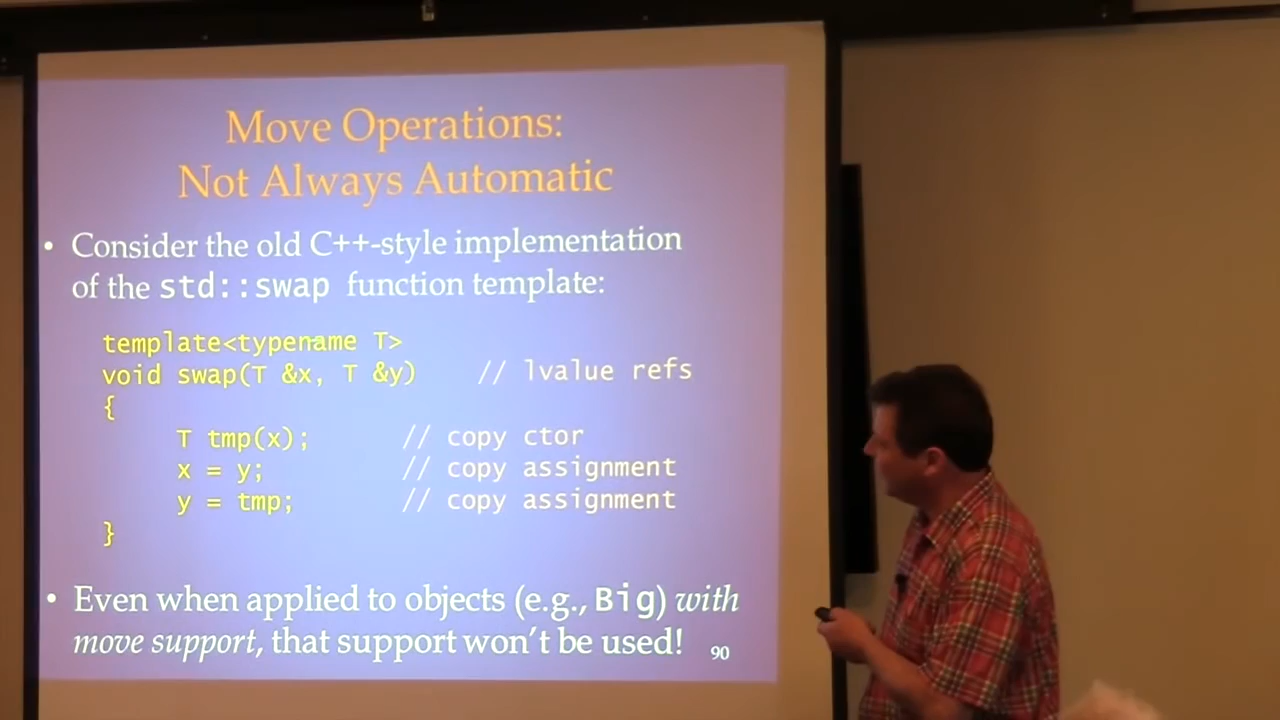 Move Operations:
Not Always Automatic
• Consider the old C++-style implementation
of the std::swap function template:
template<typename T>
void swap(T &x, T &y) // lvalue refs
{
T tmp(x); // copy ctor
x = y; // copy assignment
y = tmp; // copy assignment
}
• Even when applied to objects (e.g., Big) with
move support, that support won't be used!
90